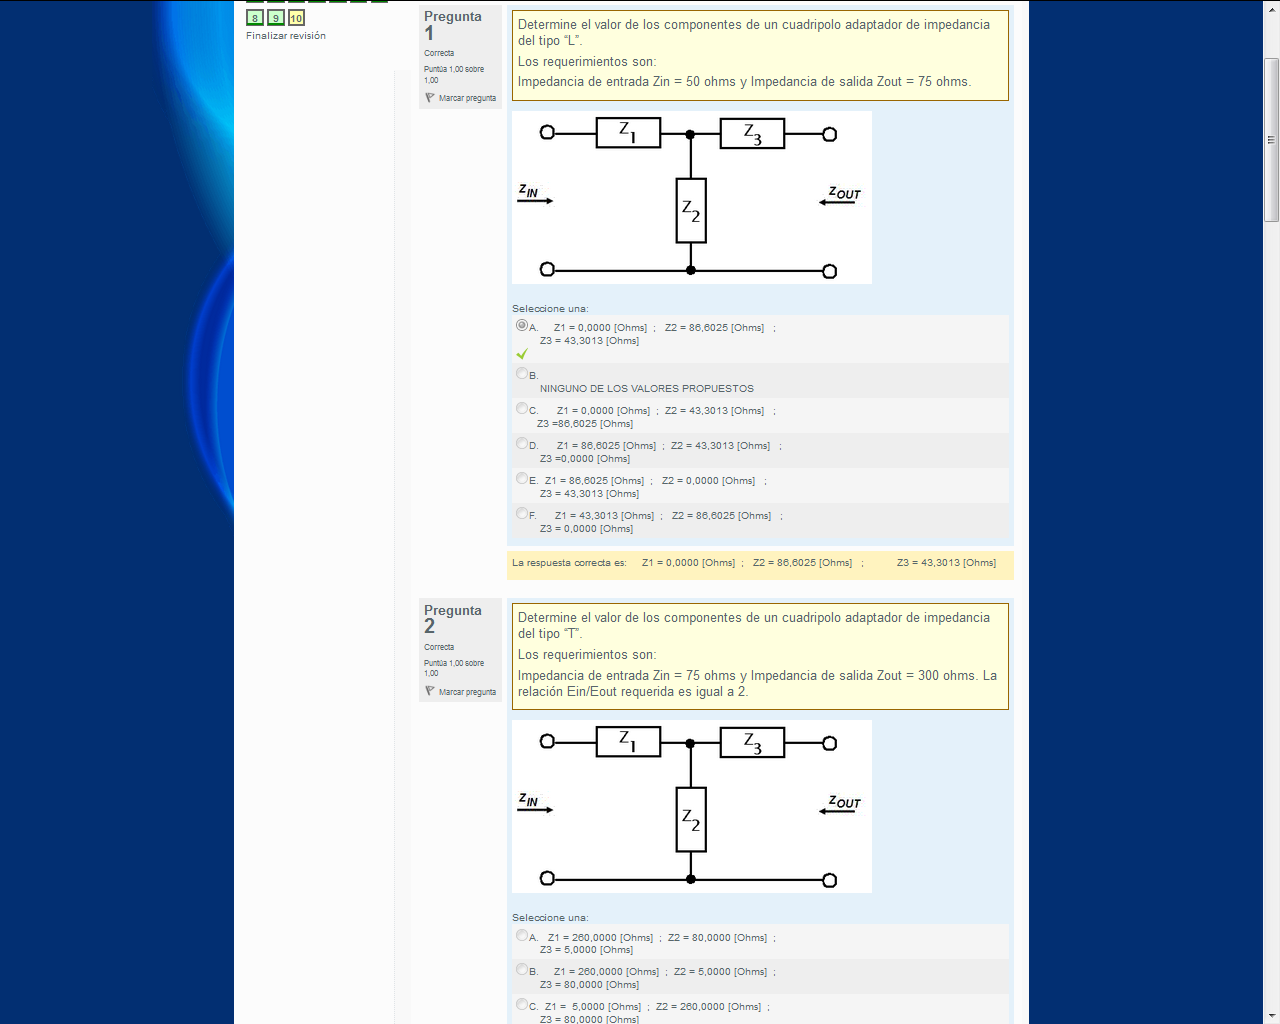 8 9 10
Finalizar revisión
Pregunta
1
Correcta
Puntúa 1,00 sobre
1,00
Marcar pregunta
Determine el valor de los componentes de un cuadripolo adaptador de impedancia
del tipo “L”.
Los requerimientos son:
Impedancia de entrada Zin = 50 ohms y Impedancia de salida Zout = 75 ohms.
Z1 Z3
ZIN ZOUT
Z2
Seleccione una:
A. Z1 = 0,0000 [Ohms] ; Z2 = 86,6025 [Ohms] ;
Z3 = 43,3013 [Ohms]
B.
NINGUNO DE LOS VALORES PROPUESTOS
C. Z1 = 0,0000 [Ohms] ; Z2 = 43,3013 [Ohms] ;
Z3 =86,6025 [Ohms]
D. Z1 = 86,6025 [Ohms] ; Z2 = 43,3013 [Ohms] ;
Z3 =0,0000 [Ohms]
E. Z1 = 86,6025 [Ohms] ; Z2 = 0,0000 [Ohms] ;
Z3 = 43,3013 [Ohms]
F. Z1 = 43,3013 [Ohms] ; Z2 = 86,6025 [Ohms] ;
Z3 = 0,0000 [Ohms]
La respuesta correcta es: Z1 = 0,0000 [Ohms] ; Z2 = 86,6025 [Ohms] ; Z3 = 43,3013 [Ohms]
Pregunta
2
Correcta
Puntúa 1,00 sobre
1,00
Marcar pregunta
Determine el valor de los componentes de un cuadripolo adaptador de impedancia
del tipo “T”.
Los requerimientos son:
Impedancia de entrada Zin = 75 ohms y Impedancia de salida Zout = 300 ohms. La
relación Ein/Eout requerida es igual a 2.
Z1 Z3
ZIN ZOUT
Z2
Seleccione una:
A. Z1 = 260,0000 [Ohms] ; Z2 = 80,0000 [Ohms] ;
Z3 = 5,0000 [Ohms]
B. Z1 = 260,0000 [Ohms] ; Z2 = 5,0000 [Ohms] ;
Z3 = 80,0000 [Ohms]
C. Z1 = 5,0000 [Ohms] ; Z2 = 260,0000 [Ohms] ;
Z3 = 80,0000 [Ohms]